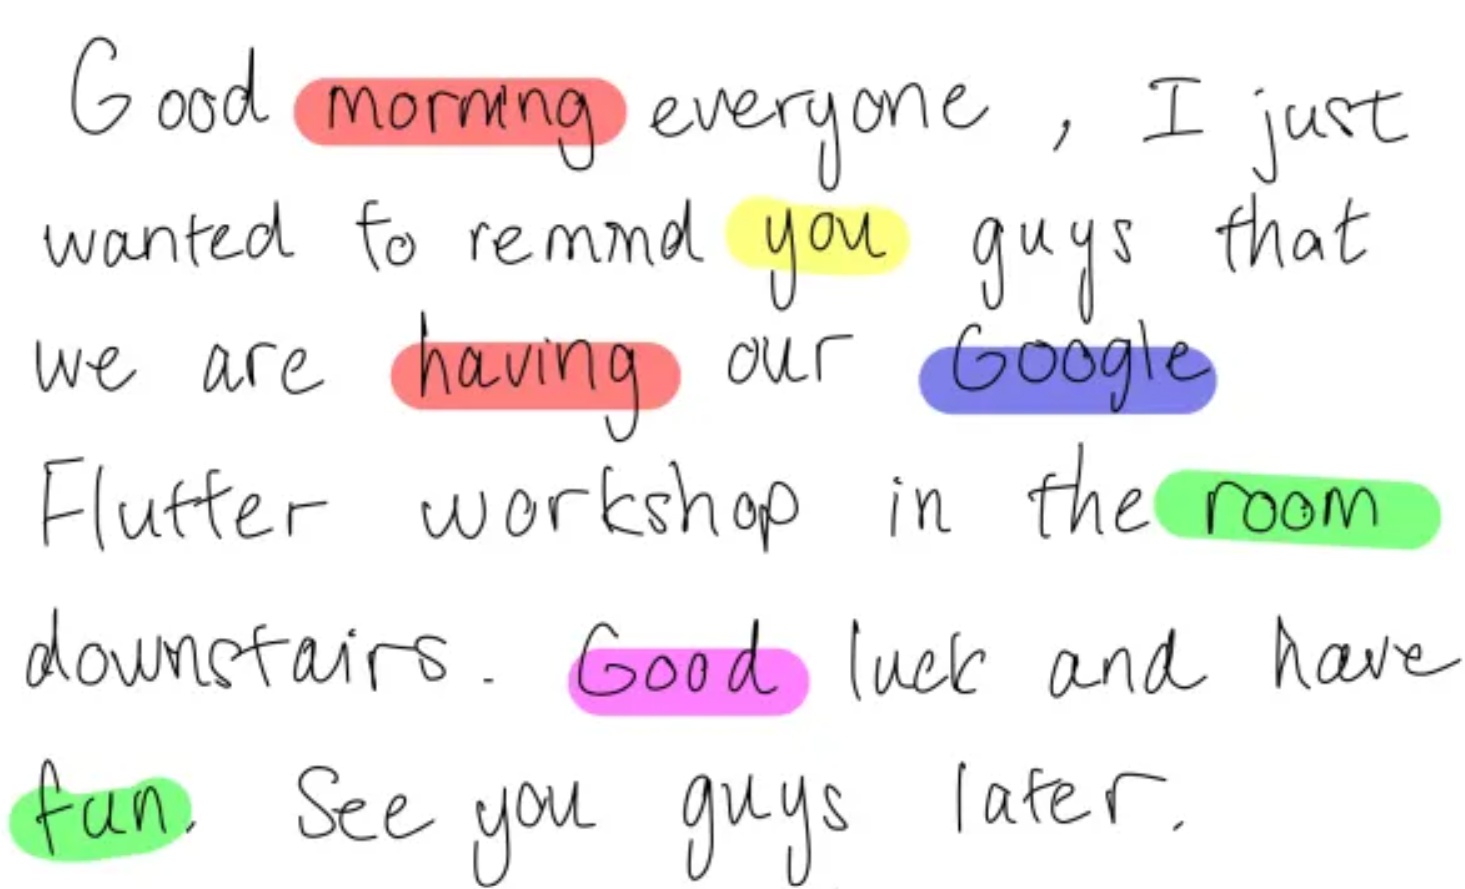 Good morning everyone, I just
wanted to remind you guys that
we are having our Google
Flutter workshop in the room
downstairs. Good luck and have
fun. See you guys later.